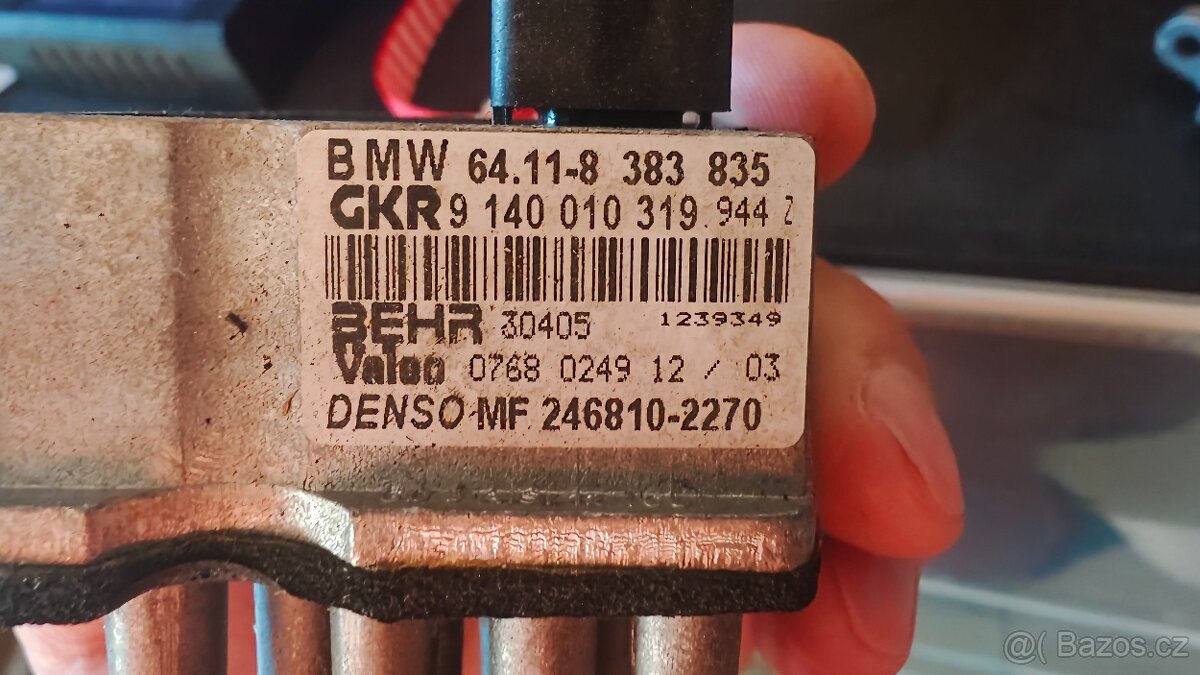 BMW 64.11-8 383 835
GKR 9 140 010 319 944 Z
BEHR 30405 1239349
Valeo 0768 0249 12 / 03
DENSO MF 246810-2270
@( Bazos.cz